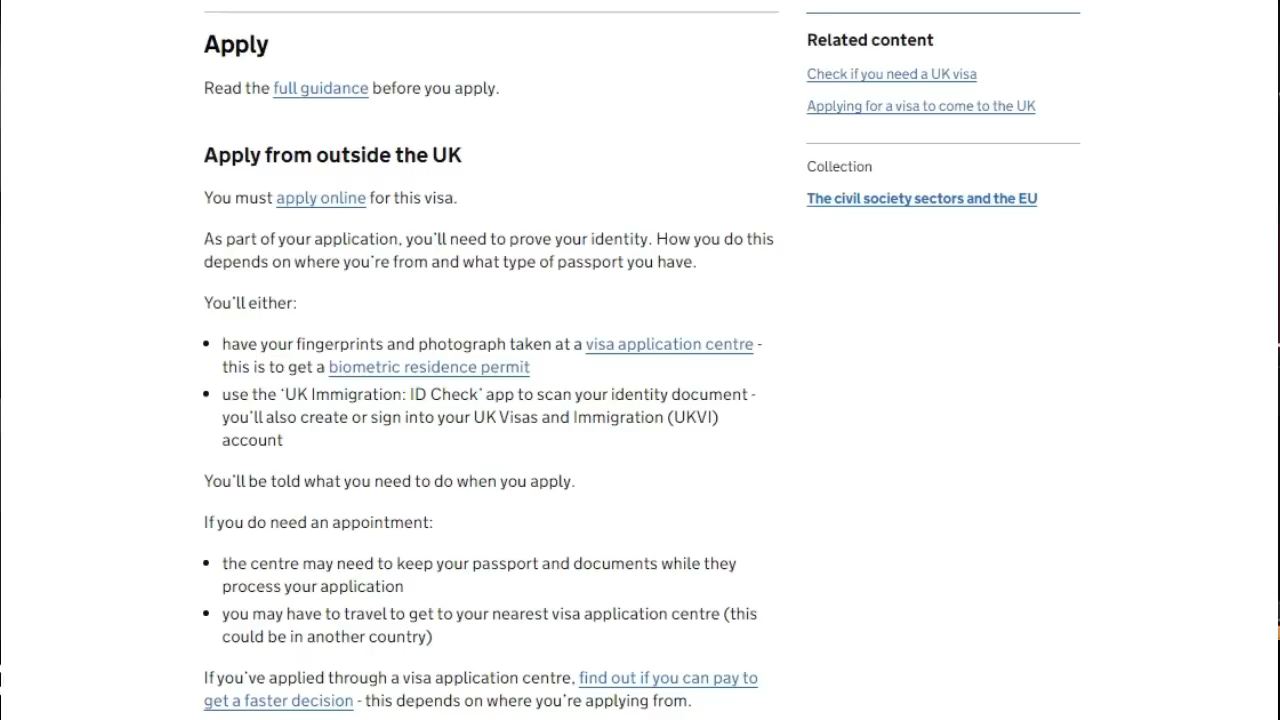 Apply
Read the full guidance before you apply.
Apply from outside the UK
You must apply online for this visa.
As part of your application, you'll need to prove your identity. How you do this
depends on where you're from and what type of passport you have.
You'll either:
• have your fingerprints and photograph taken at a visa application centre -
this is to get a biometric residence permit
• use the 'UK Immigration: ID Check' app to scan your identity document -
you'll also create or sign into your UK Visas and Immigration (UKVI)
account
You'll be told what you need to do when you apply.
If you do need an appointment:
• the centre may need to keep your passport and documents while they
process your application
• you may have to travel to get to your nearest visa application centre (this
could be in another country)
If you've applied through a visa application centre, find out if you can pay to
get a faster decision - this depends on where you're applying from.
Related content
Check if you need a UK visa
Applying for a visa to come to the UK
Collection
The civil society sectors and the EU